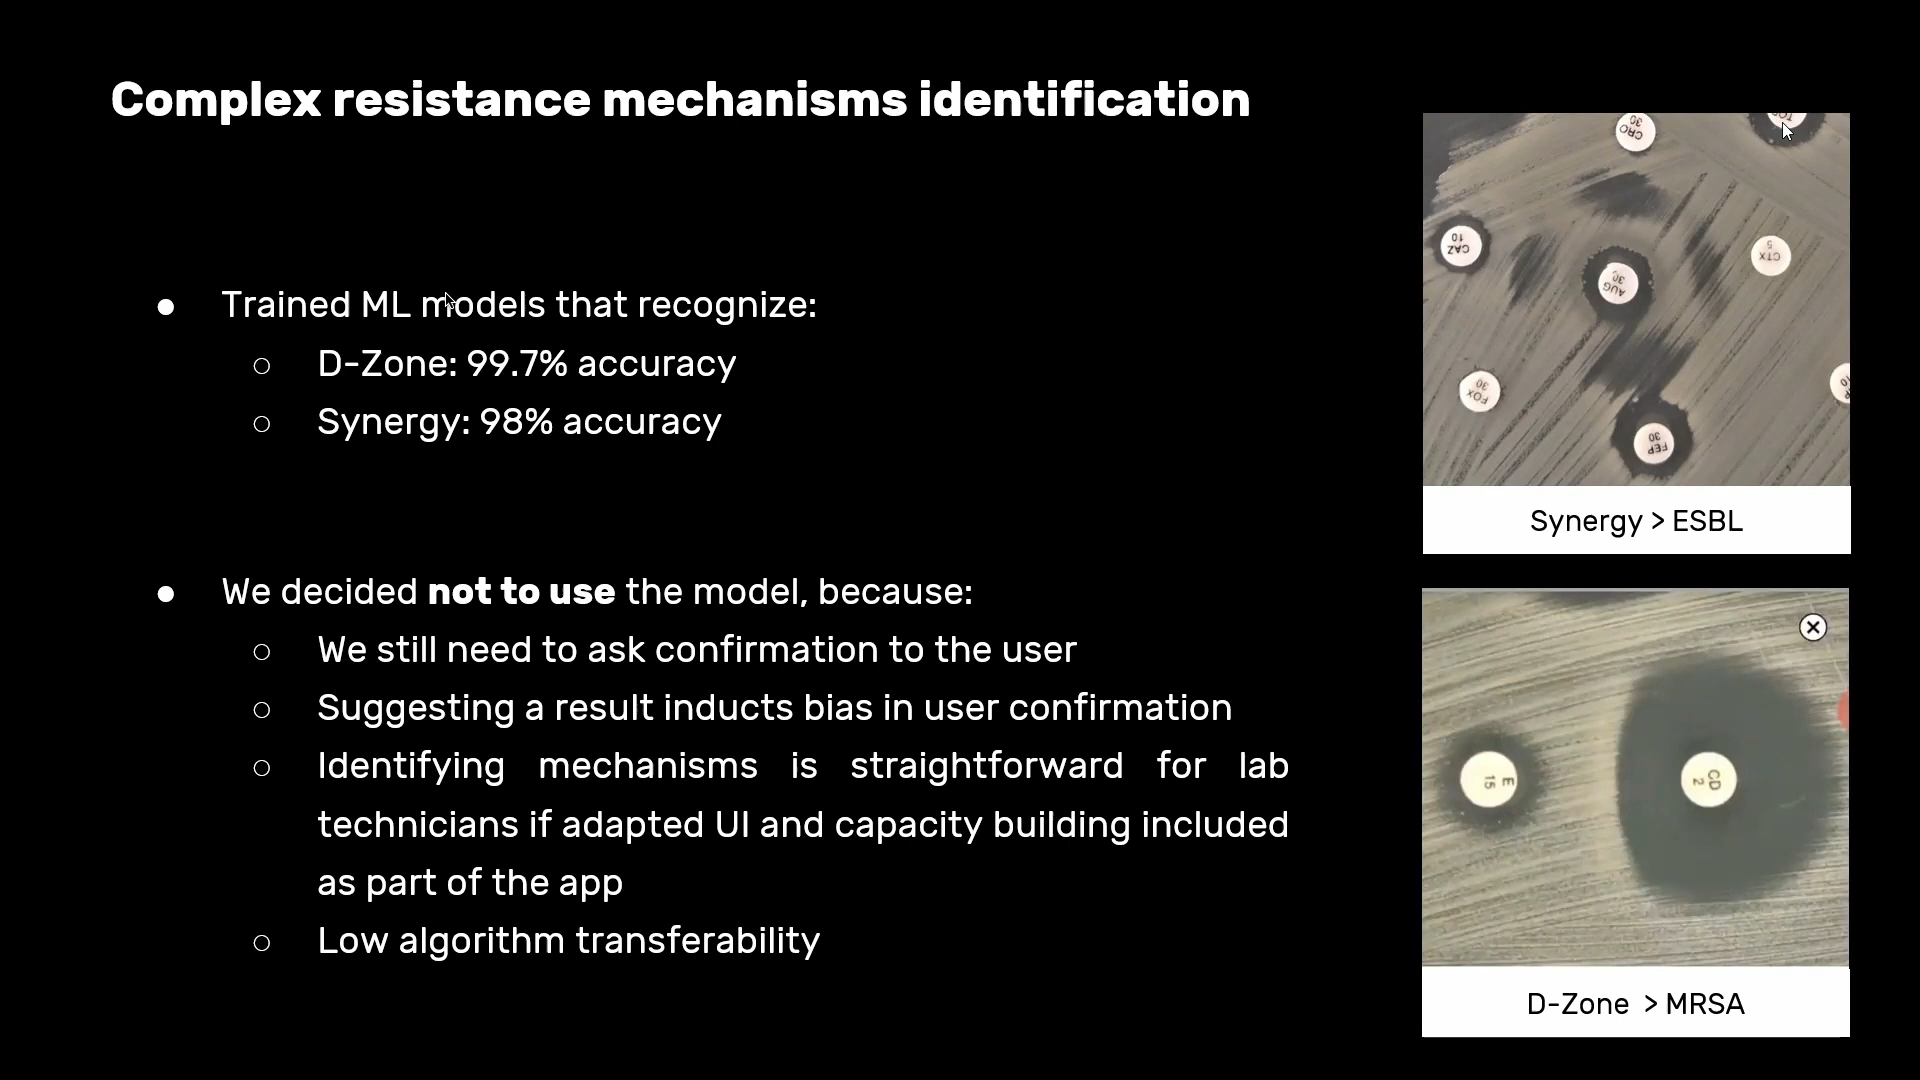 Complex resistance mechanisms identification
● Trained ML models that recognize:
○ D-Zone: 99.7% accuracy
○ Synergy: 98% accuracy
● We decided not to use the model, because:
○ We still need to ask confirmation to the user
○ Suggesting a result inducts bias in user confirmation
○ Identifying mechanisms is straightforward for lab
technicians if adapted UI and capacity building included
as part of the app
○ Low algorithm transferability
CRO
30
CAZ
10
AUG
30
CTX
5
FOX
30
FEP
30
Synergy > ESBL
E
15
CD
2
D-Zone > MRSA